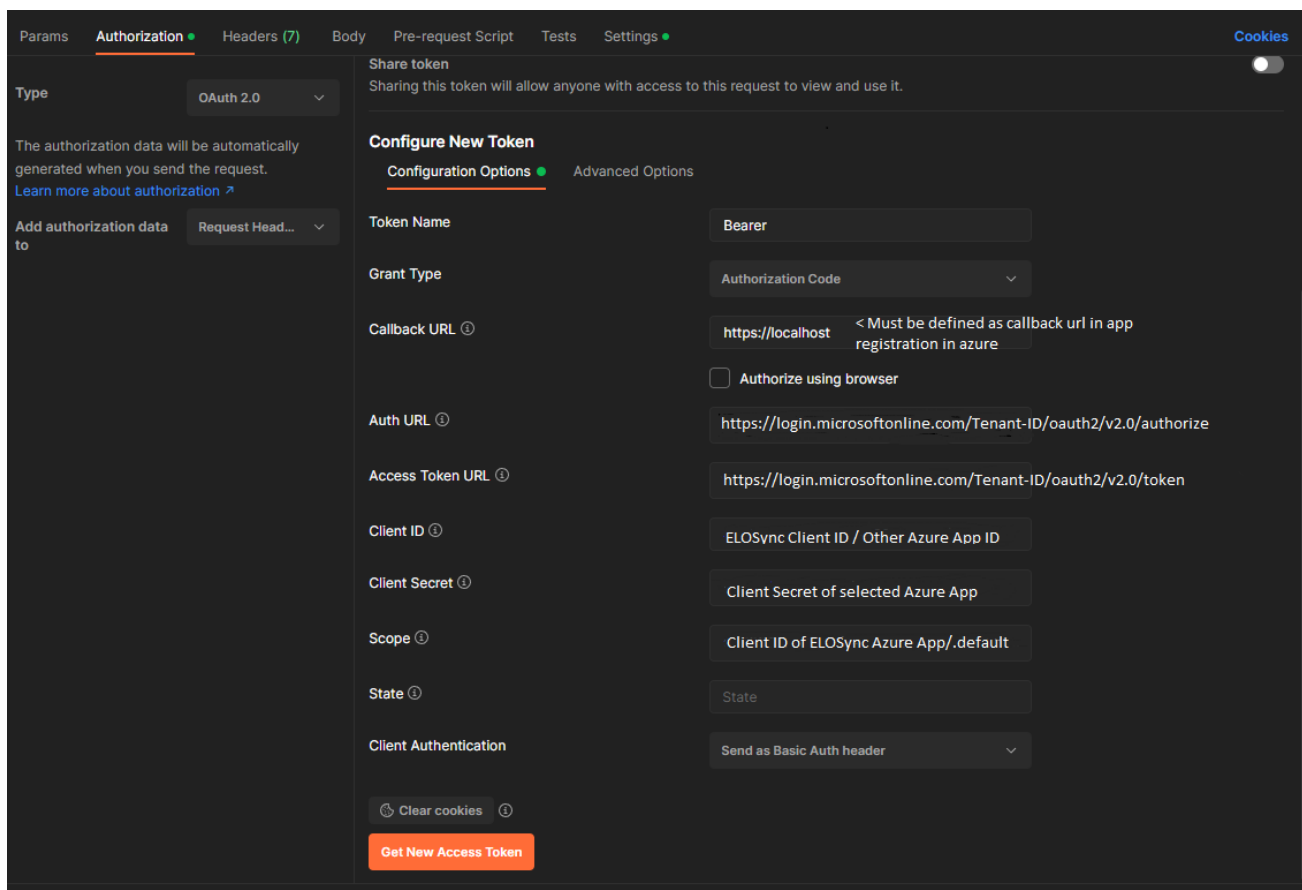 Params Authorization Headers (7) Body Pre-request Script Tests Settings Cookies
Type
OAuth 2.0
The authorization data will be automatically
generated when you send the request.
Learn more about authorization ↗
Add authorization data
to
Request Head...
Share token
Sharing this token will allow anyone with access to this request to view and use it.
Configure New Token
Configuration Options Advanced Options
Token Name
Bearer
Grant Type
Authorization Code
Callback URL
https://localhost
< Must be defined as callback url in app
registration in azure
Authorize using browser
Auth URL
https://login.microsoftonline.com/Tenant-ID/oauth2/v2.0/authorize
Access Token URL
https://login.microsoftonline.com/Tenant-ID/oauth2/v2.0/token
Client ID
ELOSync Client ID / Other Azure App ID
Client Secret
Client Secret of selected Azure App
Scope
Client ID of ELOSync Azure App/.default
State
State
Client Authentication
Send as Basic Auth header
Clear cookies
Get New Access Token